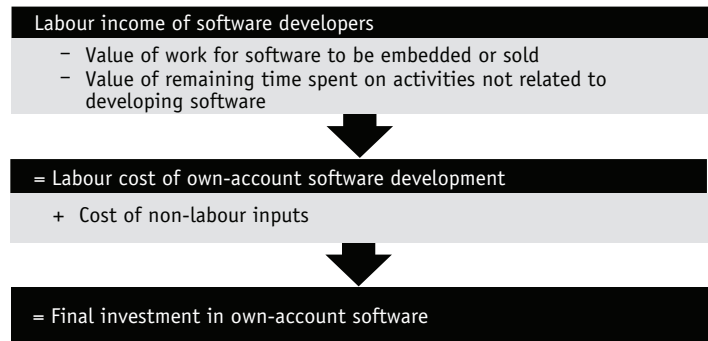 Labour income of software developers
– Value of work for software to be embedded or sold
– Value of remaining time spent on activities not related to
developing software
= Labour cost of own-account software development
+ Cost of non-labour inputs
= Final investment in own-account software